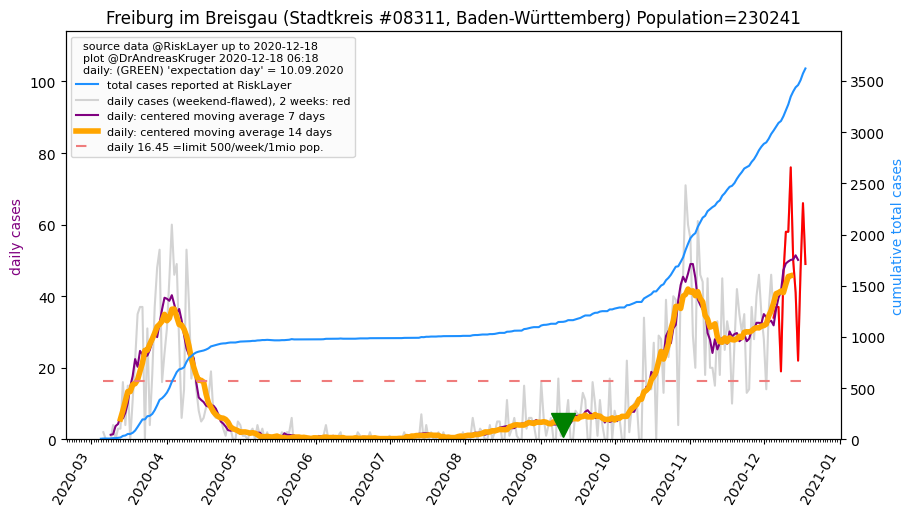 Freiburg im Breisgau (Stadtkreis #08311, Baden-Württemberg) Population=230241
source data @RiskLayer up to 2020-12-18
plot @DrAndreasKruger 2020-12-18 06:18
daily: (GREEN) 'expectation day' = 10.09.2020
total cases reported at RiskLayer
daily cases (weekend-flawed), 2 weeks: red
daily: centered moving average 7 days
daily: centered moving average 14 days
daily 16.45 =limit 500/week/1mio pop.
daily cases
100
80
60
40
20
0
cumulative total cases
3500
3000
2500
2000
1500
1000
500
0
2020-03
2020-04
2020-05
2020-06
2020-07
2020-08
2020-09
2020-10
2020-11
2020-12
2021-01